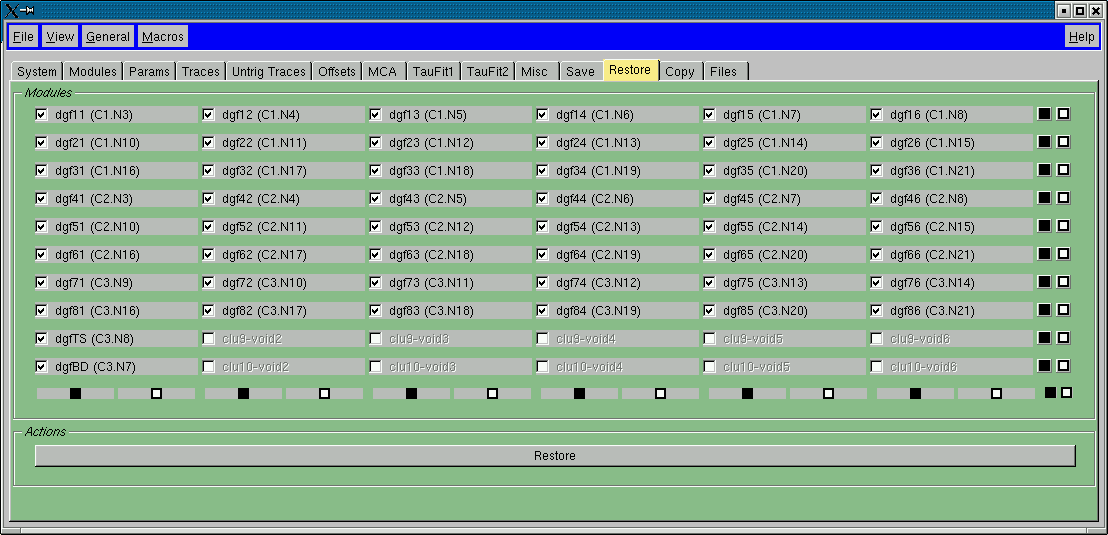 File View General Macros Help
System Modules Params Traces Untrig Traces Offsets MCA TauFit1 TauFit2 Misc Save Restore Copy Files
Modules
dgf11 (C1.N3) dgf12 (C1.N4) dgf13 (C1.N5) dgf14 (C1.N6) dgf15 (C1.N7) dgf16 (C1.N8)
dgf21 (C1.N10) dgf22 (C1.N11) dgf23 (C1.N12) dgf24 (C1.N13) dgf25 (C1.N14) dgf26 (C1.N15)
dgf31 (C1.N16) dgf32 (C1.N17) dgf33 (C1.N18) dgf34 (C1.N19) dgf35 (C1.N20) dgf36 (C1.N21)
dgf41 (C2.N3) dgf42 (C2.N4) dgf43 (C2.N5) dgf44 (C2.N6) dgf45 (C2.N7) dgf46 (C2.N8)
dgf51 (C2.N10) dgf52 (C2.N11) dgf53 (C2.N12) dgf54 (C2.N13) dgf55 (C2.N14) dgf56 (C2.N15)
dgf61 (C2.N16) dgf62 (C2.N17) dgf63 (C2.N18) dgf64 (C2.N19) dgf65 (C2.N20) dgf66 (C2.N21)
dgf71 (C3.N9) dgf72 (C3.N10) dgf73 (C3.N11) dgf74 (C3.N12) dgf75 (C3.N13) dgf76 (C3.N14)
dgf81 (C3.N16) dgf82 (C3.N17) dgf83 (C3.N18) dgf84 (C3.N19) dgf85 (C3.N20) dgf86 (C3.N21)
dgfTS (C3.N8) clu9-void2 clu9-void3 clu9-void4 clu9-void5 clu9-void6
dgfBD (C3.N7) clu10-void2 clu10-void3 clu10-void4 clu10-void5 clu10-void6
Actions
Restore